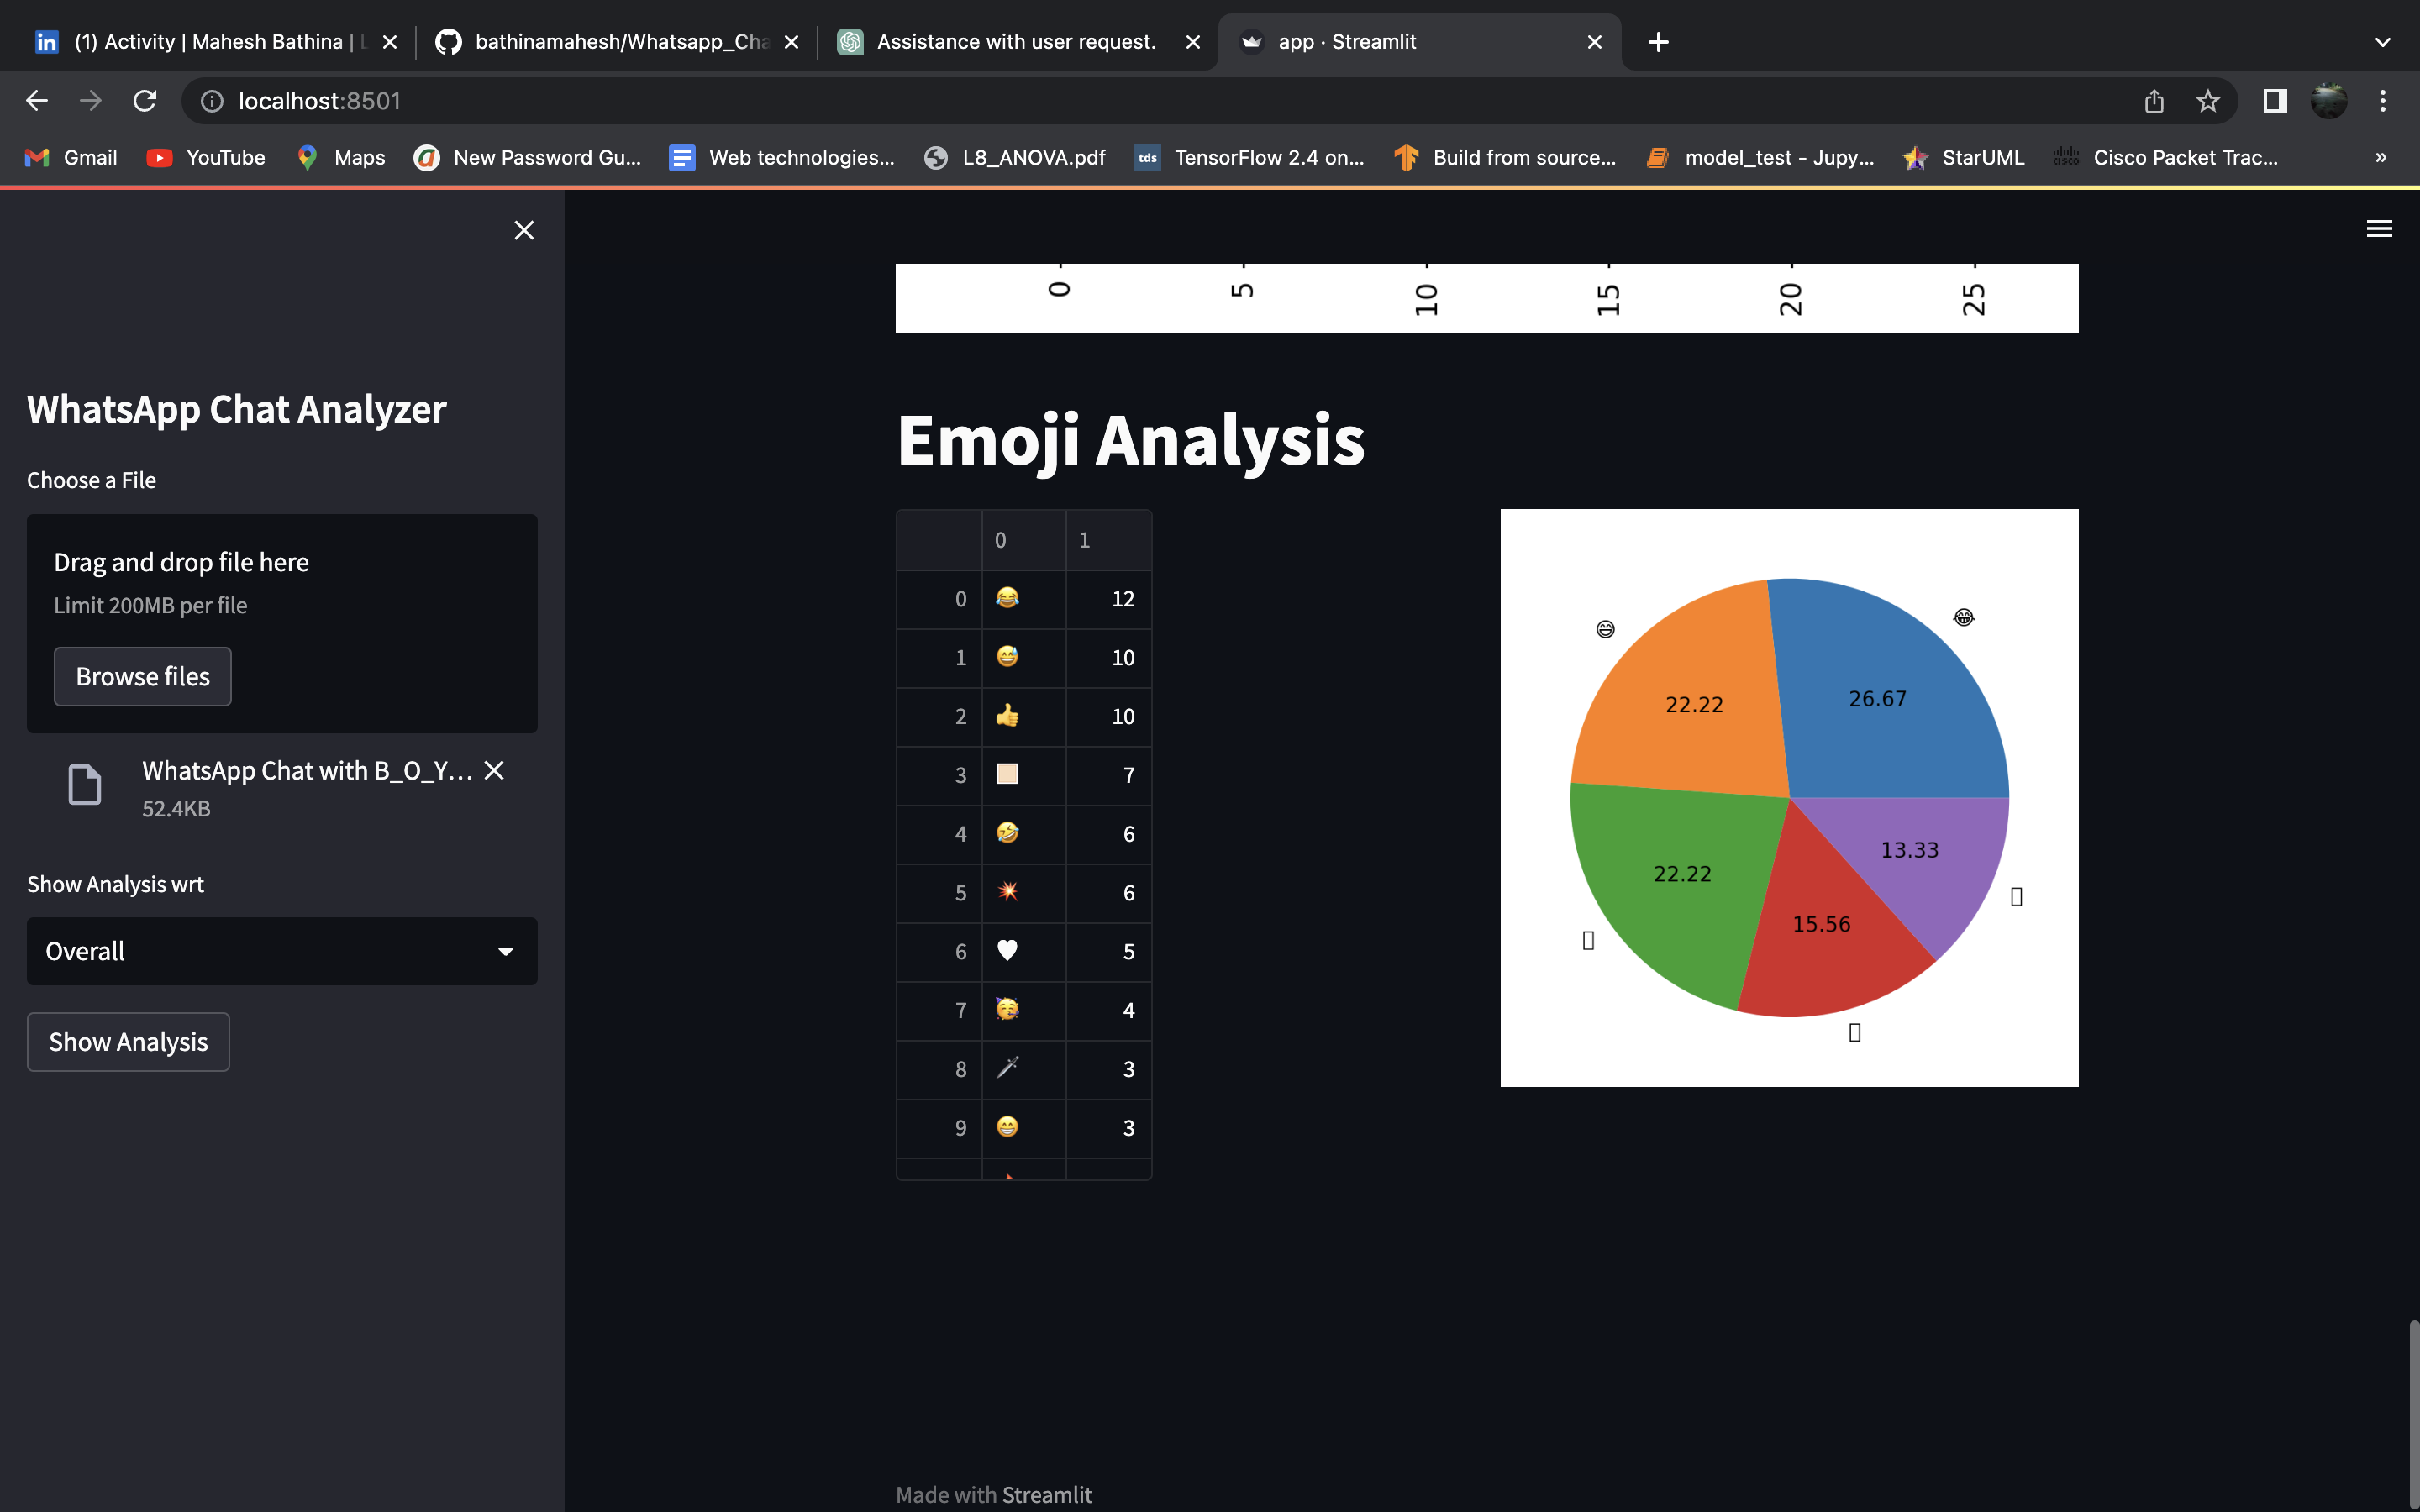 (1) Activity | Mahesh Bathina |
bathinamahesh/Whatsapp_Cha
Assistance with user request.
app · Streamlit
localhost:8501
Gmail
YouTube
Maps
New Password Gu...
Web technologies...
L8_ANOVA.pdf
tds
TensorFlow 2.4 on...
Build from source...
model_test - Jupy...
StarUML
cisco
Cisco Packet Trac...
»
WhatsApp Chat Analyzer
Choose a File
Drag and drop file here
Limit 200MB per file
Browse files
WhatsApp Chat with B_O_Y...
52.4KB
Show Analysis wrt
Overall
Show Analysis
0 5 10 15 20 25
Emoji Analysis
0 1
0 😂 12
1 😅 10
2 👍 10
3 🏼 7
4 🤣 6
5 💥 6
6 ♥ 5
7 🥳 4
8 🗡 3
9 😁 3
26.67
22.22
22.22
15.56
13.33
Made with Streamlit